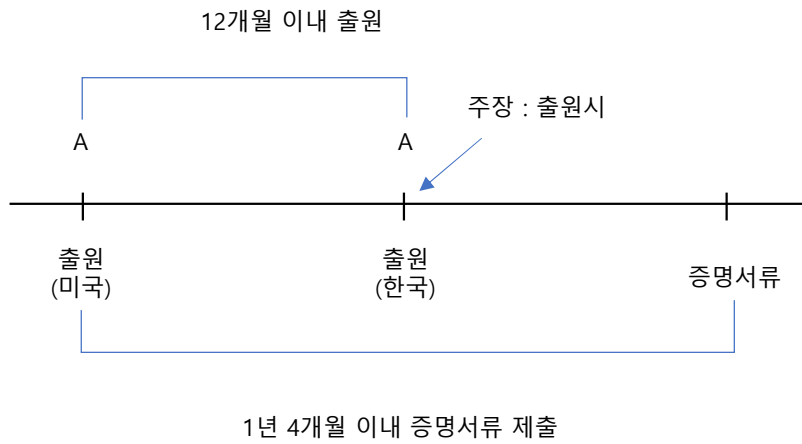 12개월 이내 출원
주장 : 출원시
A
A
출원
(미국)
출원
(한국)
증명서류
1년 4개월 이내 증명서류 제출